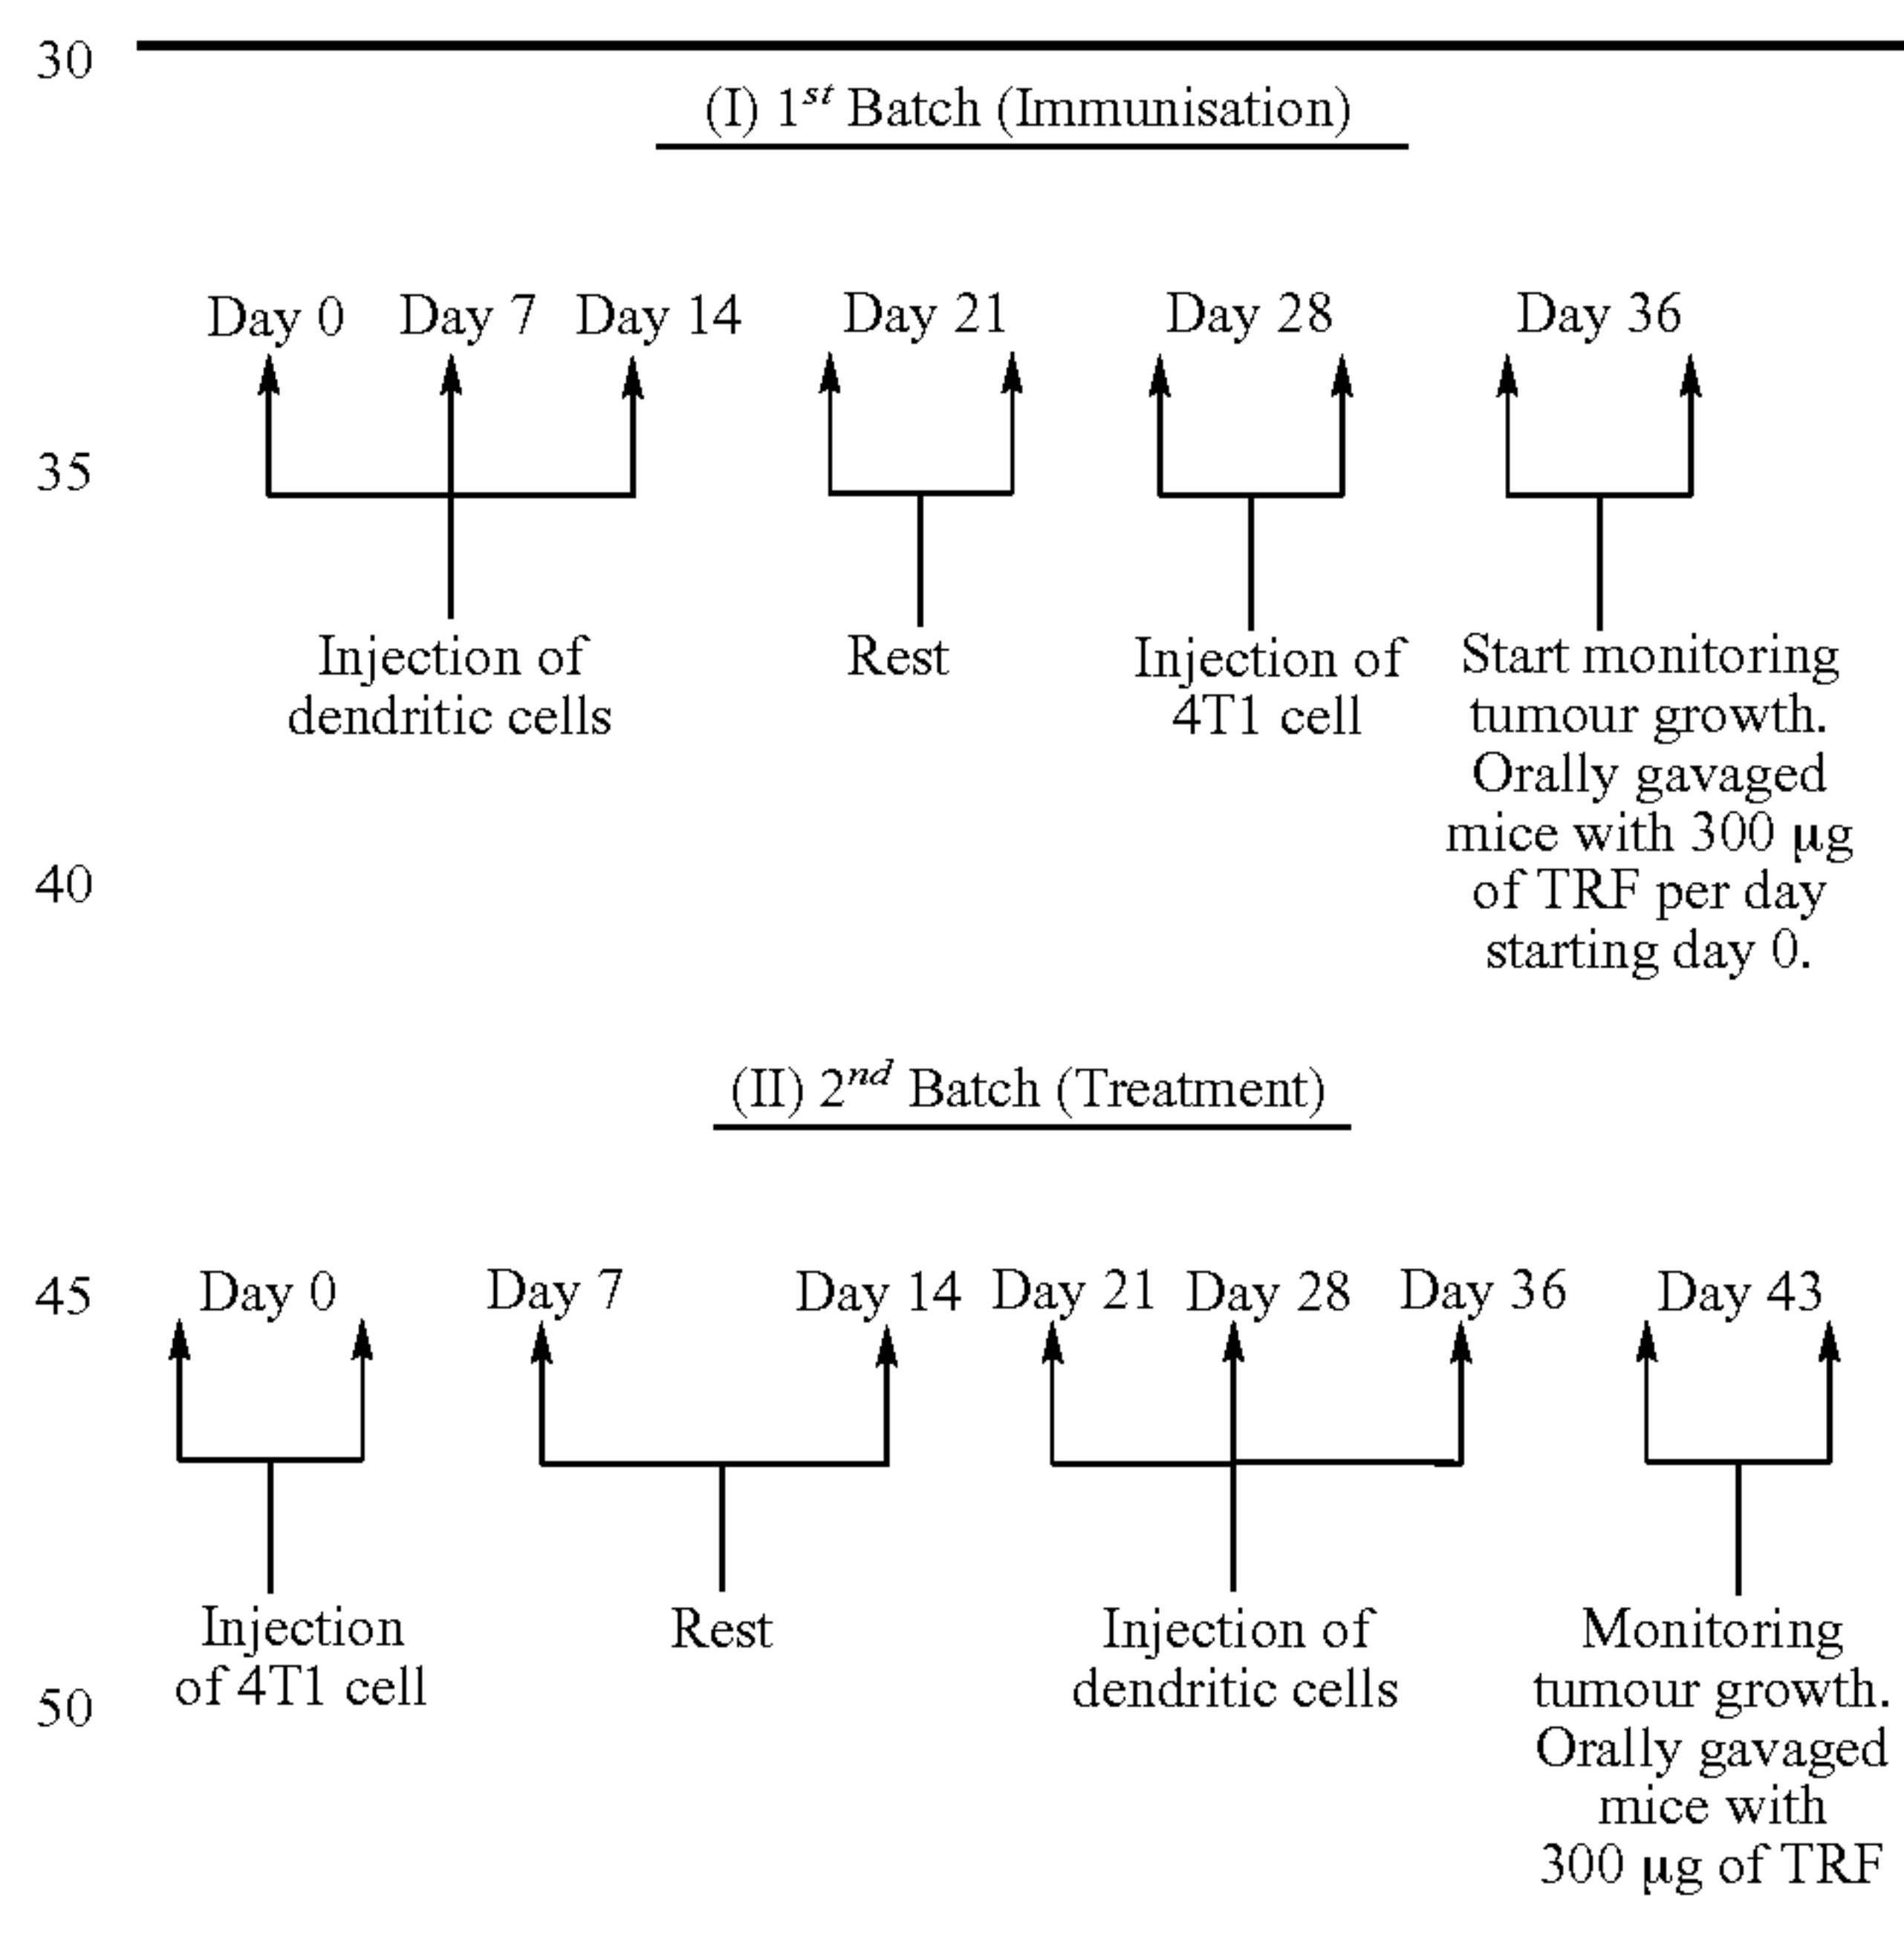 30
(I) 1st Batch (Immunisation)
Day 0 Day 7 Day 14 Day 21 Day 28 Day 36
35
Injection of
dendritic cells
Rest
Injection of
4T1 cell
Start monitoring
tumour growth.
Orally gavaged
mice with 300 μg
of TRF per day
starting day 0.
40
(II) 2nd Batch (Treatment)
45 Day 0 Day 7 Day 14 Day 21 Day 28 Day 36 Day 43
Injection
of 4T1 cell
Rest
Injection of
dendritic cells
Monitoring
tumour growth.
Orally gavaged
mice with
300 μg of TRF
50